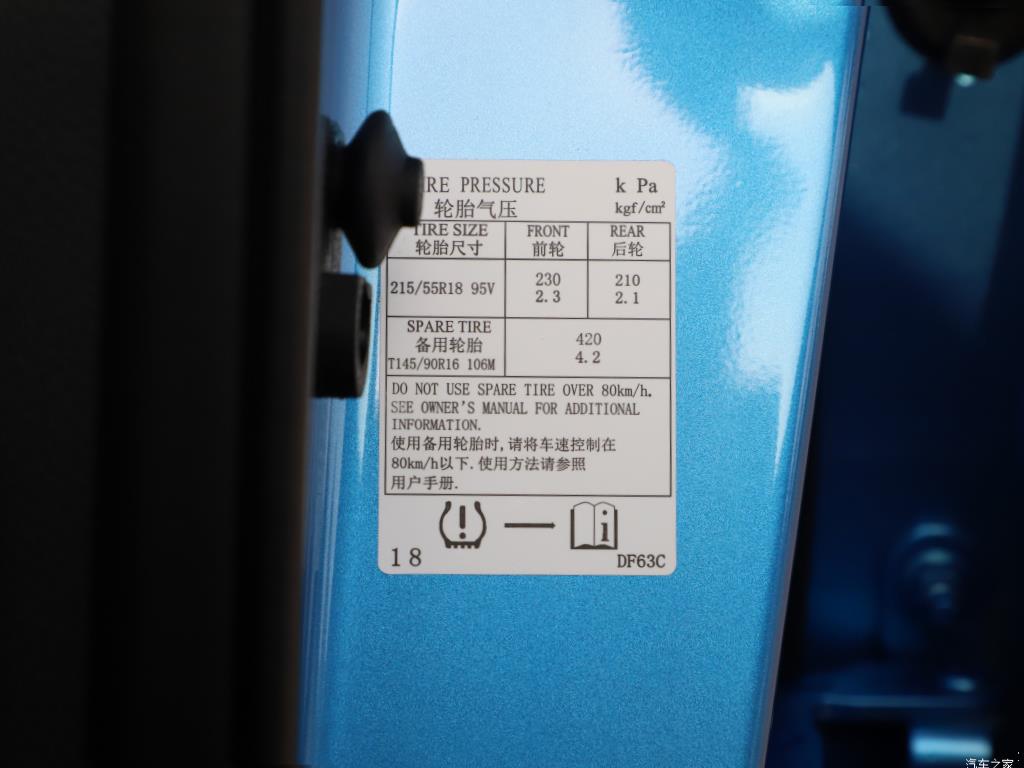 IRE PRESSURE k Pa
轮胎气压 kgf/cm²
TIRE SIZE FRONT REAR
轮胎尺寸 前轮 后轮
215/55R18 95V 230 210
2.3 2.1
SPARE TIRE
备用轮胎 420
T145/90R16 106M 4.2
DO NOT USE SPARE TIRE OVER 80km/h.
SEE OWNER'S MANUAL FOR ADDITIONAL
INFORMATION.
使用备用轮胎时,请将车速控制在
80km/h以下.使用方法请参照
用户手册.
18 DF63C
汽车之家